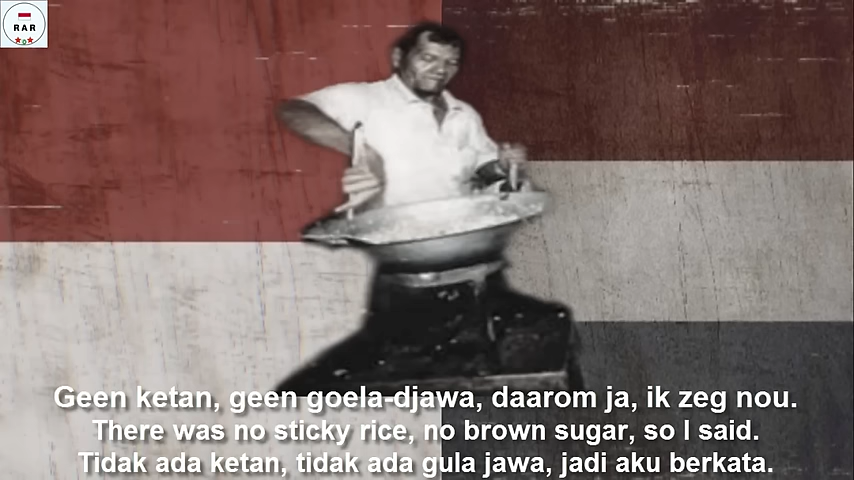 RAR
Geen ketan, geen goela-djawa, daarom ja, ik zeg nou.
There was no sticky rice, no brown sugar, so I said.
Tidak ada ketan, tidak ada gula jawa, jadi aku berkata.